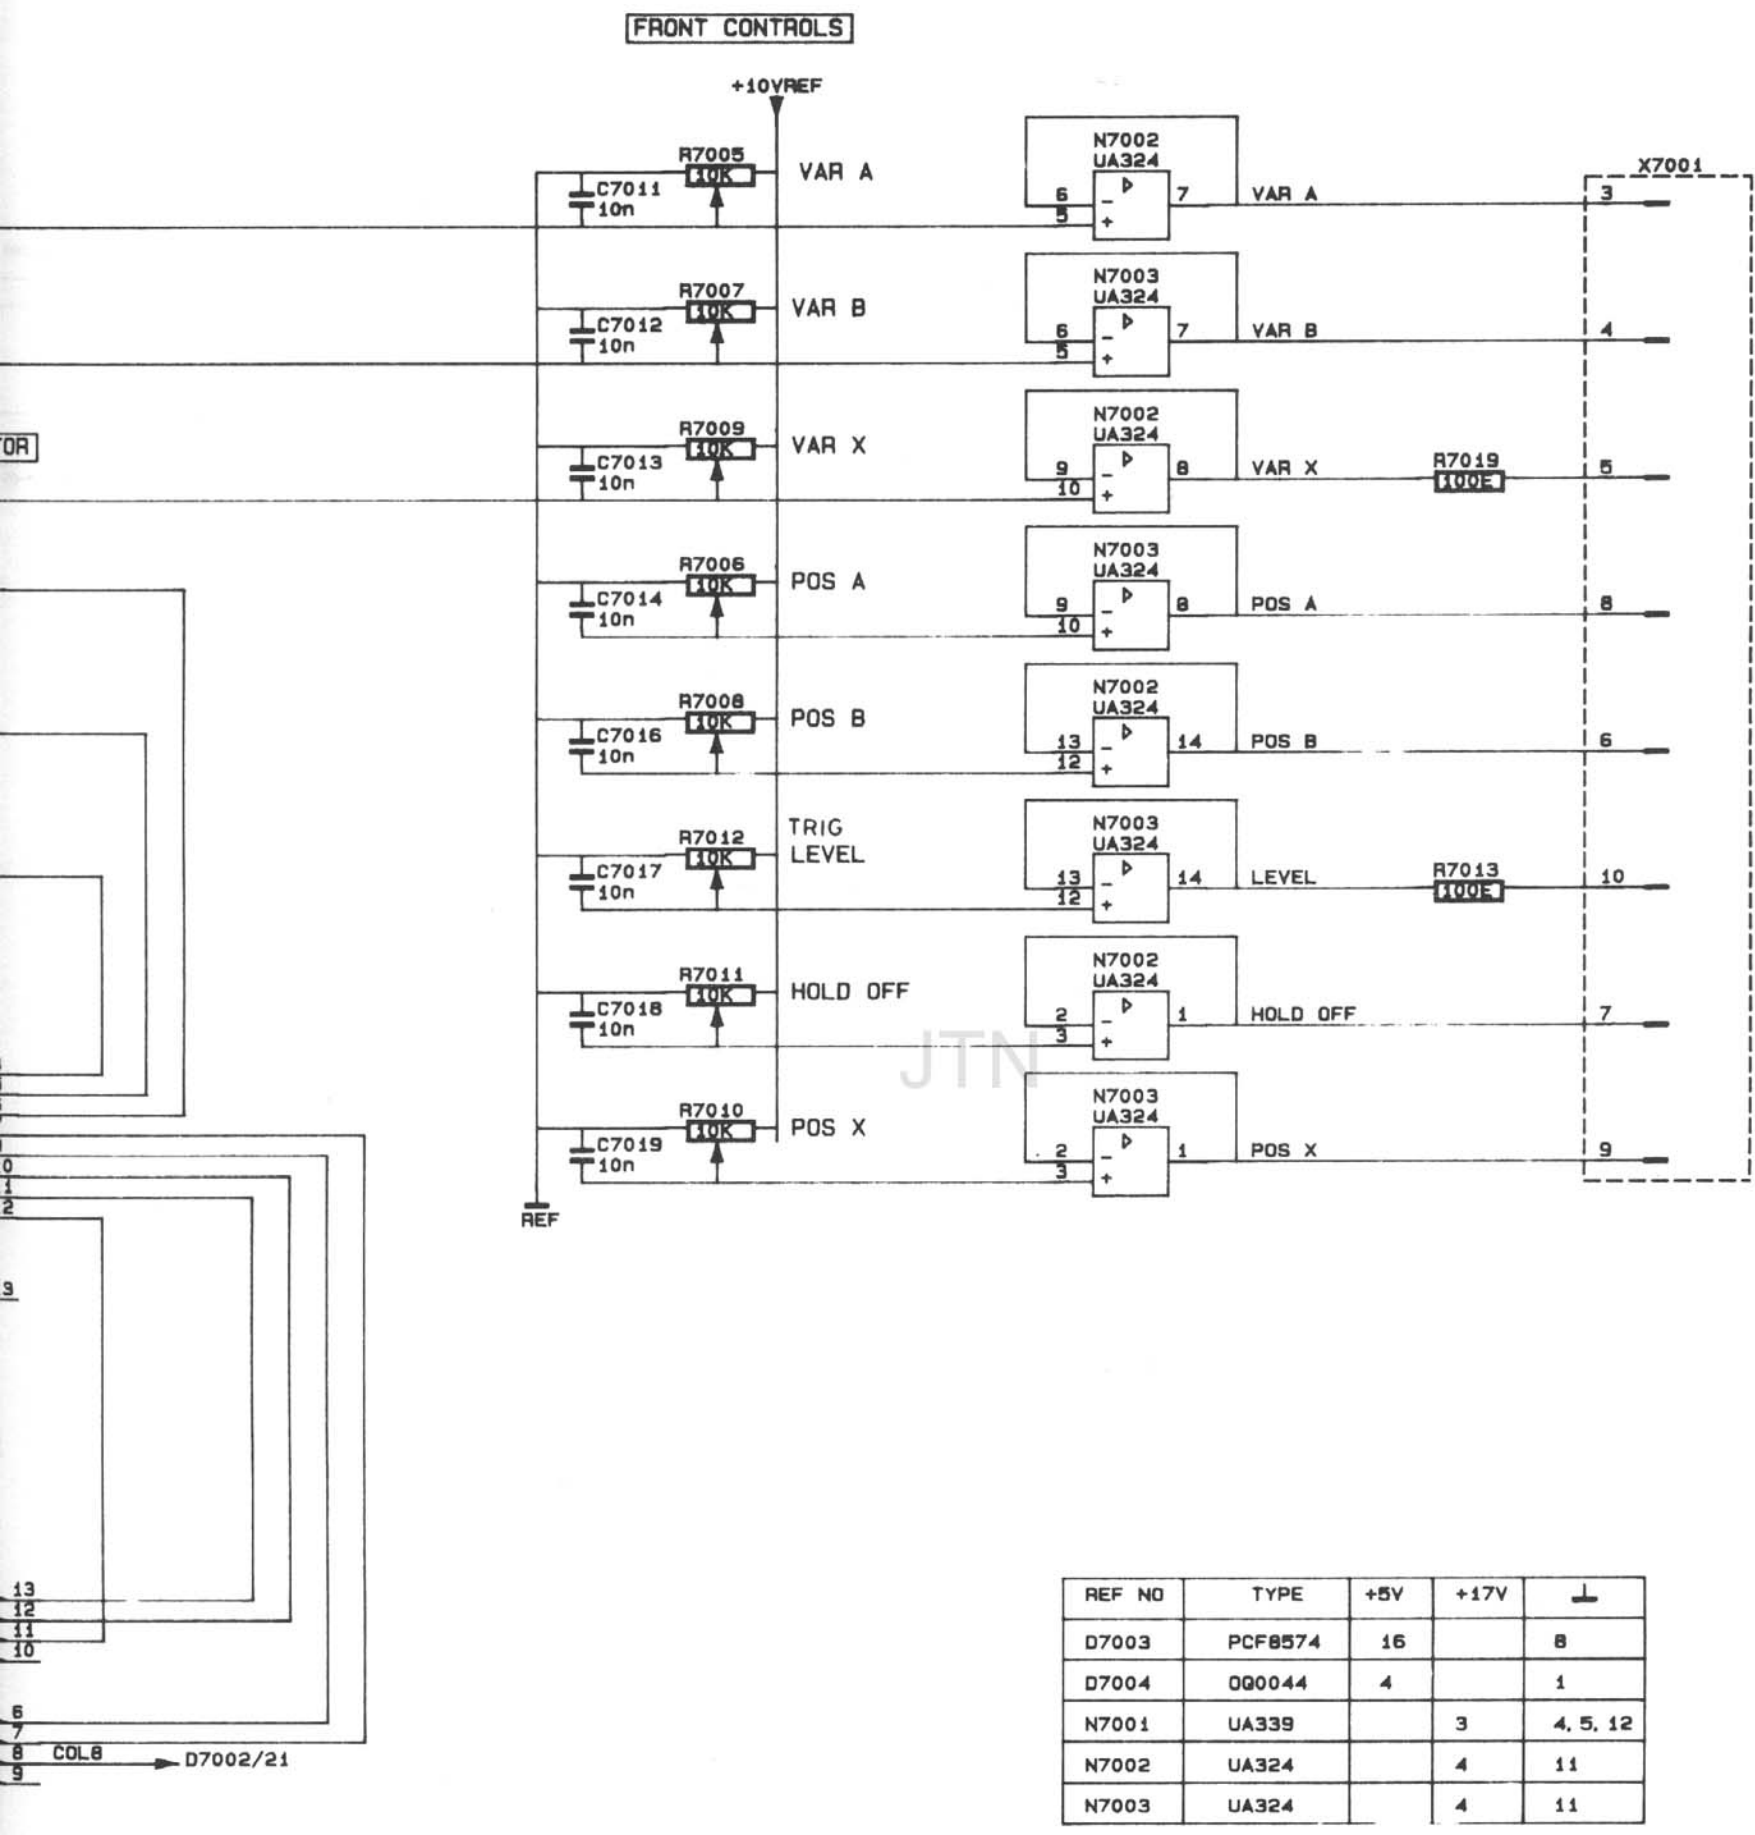 FRONT CONTROLS
+10VREF
R7005
10K
VAR A
C7011
10n
N7002
UA324
6
5
7
VAR A
X7001
3
R7007
10K
VAR B
C7012
10n
N7003
UA324
6
5
7
VAR B
4
R7009
10K
VAR X
C7013
10n
N7002
UA324
9
10
8
VAR X
R7019
100E
5
R7006
10K
POS A
C7014
10n
N7003
UA324
9
10
8
POS A
8
R7008
10K
POS B
C7016
10n
N7002
UA324
13
12
14
POS B
6
R7012
10K
TRIG
LEVEL
C7017
10n
N7003
UA324
13
12
14
LEVEL
R7013
100E
10
R7011
10K
HOLD OFF
C7018
10n
N7002
UA324
2
3
1
HOLD OFF
7
JTN
R7010
10K
POS X
C7019
10n
N7003
UA324
2
3
1
POS X
9
REF
13
12
11
10
6
7
8 COL8 D7002/21
9
REF NO TYPE +5V +17V
D7003 PCF8574 16 8
D7004 OQ0044 4 1
N7001 UA339 3 4, 5, 12
N7002 UA324 4 11
N7003 UA324 4 11